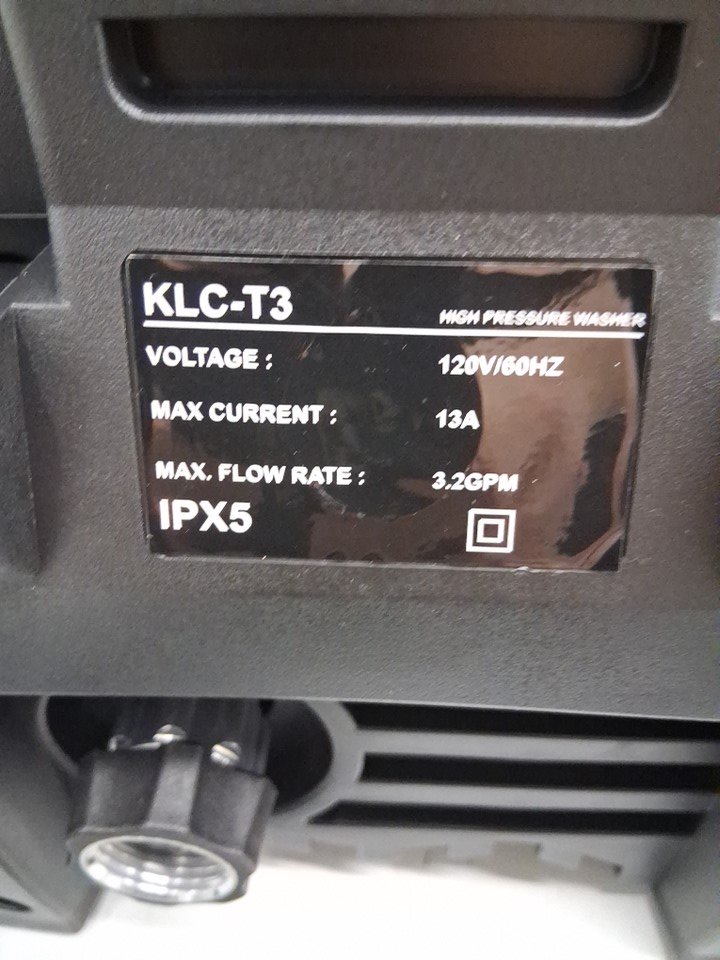 KLC-T3
HIGH PRESSURE WASHER
VOLTAGE : 120V/60HZ
MAX CURRENT : 13A
MAX. FLOW RATE : 3.2GPM
IPX5